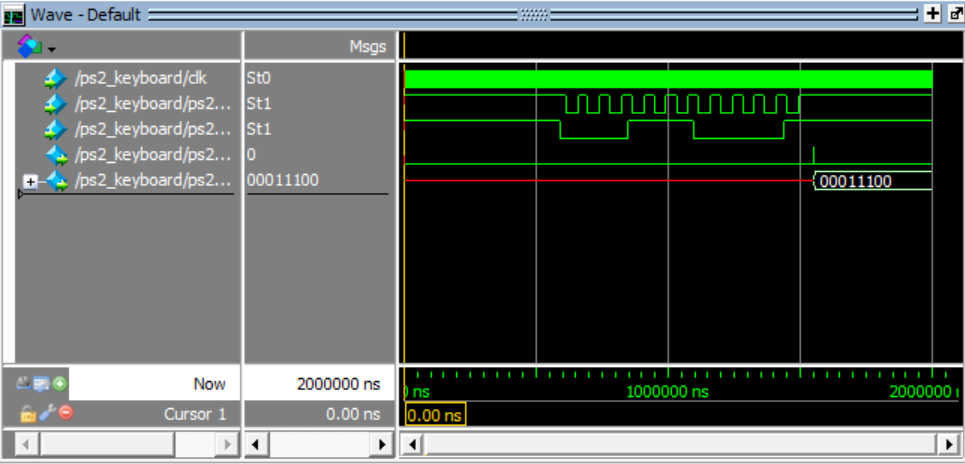 Wave - Default
Msgs
/ps2_keyboard/clk St0
/ps2_keyboard/ps2... St1
/ps2_keyboard/ps2... St1
/ps2_keyboard/ps2... 0
/ps2_keyboard/ps2... 00011100 00011100
Now 2000000 ns ns 1000000 ns 2000000
Cursor 1 0.00 ns 0.00 ns